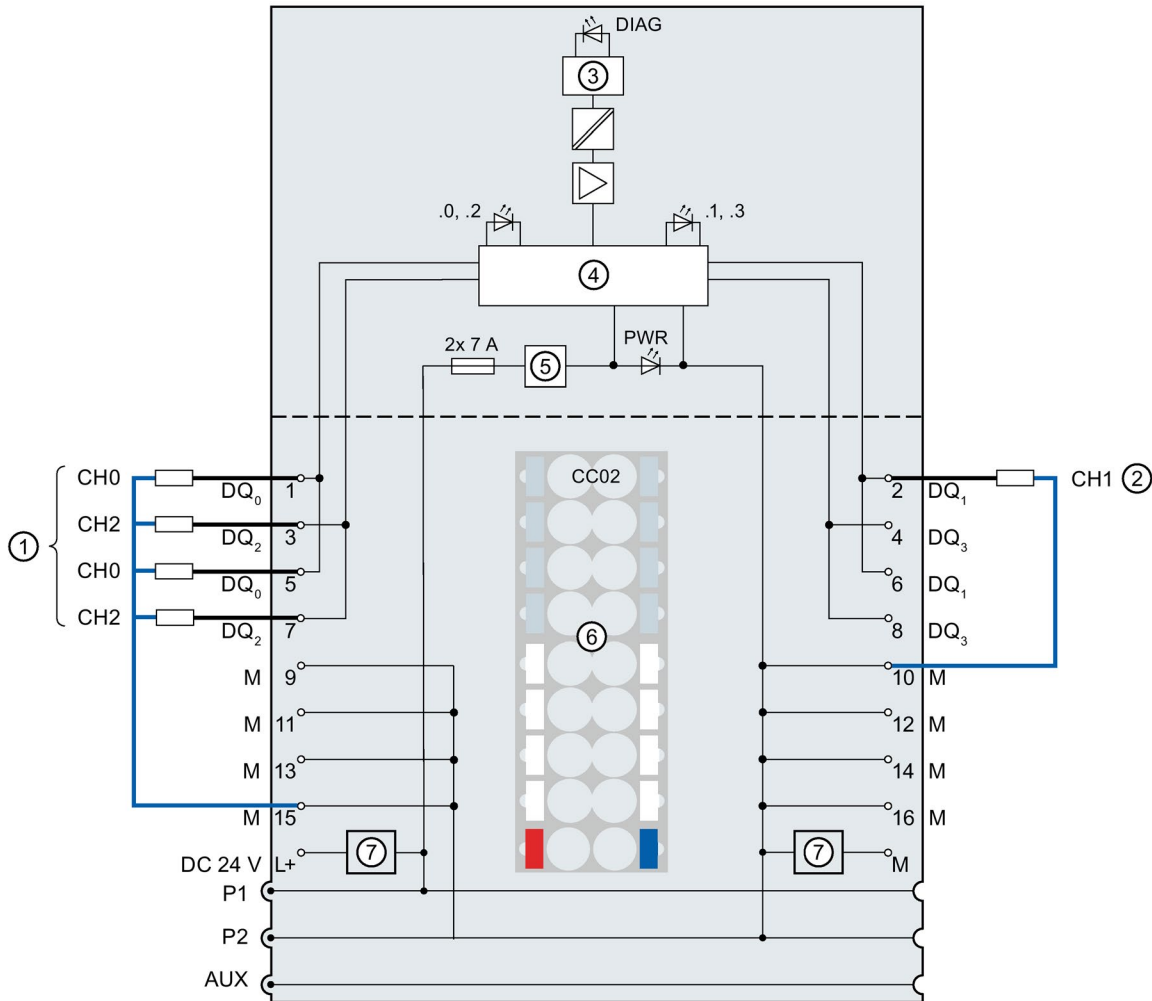 DIAG
③
.0, .2
.1, .3
④
2x 7 A
PWR
⑤
CC02
①
CH0
DQ₀ 1
CH2
DQ₂ 3
CH0
DQ₀ 5
CH2
DQ₂ 7
M 9
M 11
M 13
M 15
DC 24 V L+
⑦
⑥
2 DQ₁
CH1 ②
4 DQ₃
6 DQ₁
8 DQ₃
10 M
12 M
14 M
16 M
⑦
M
P1
P2
AUX